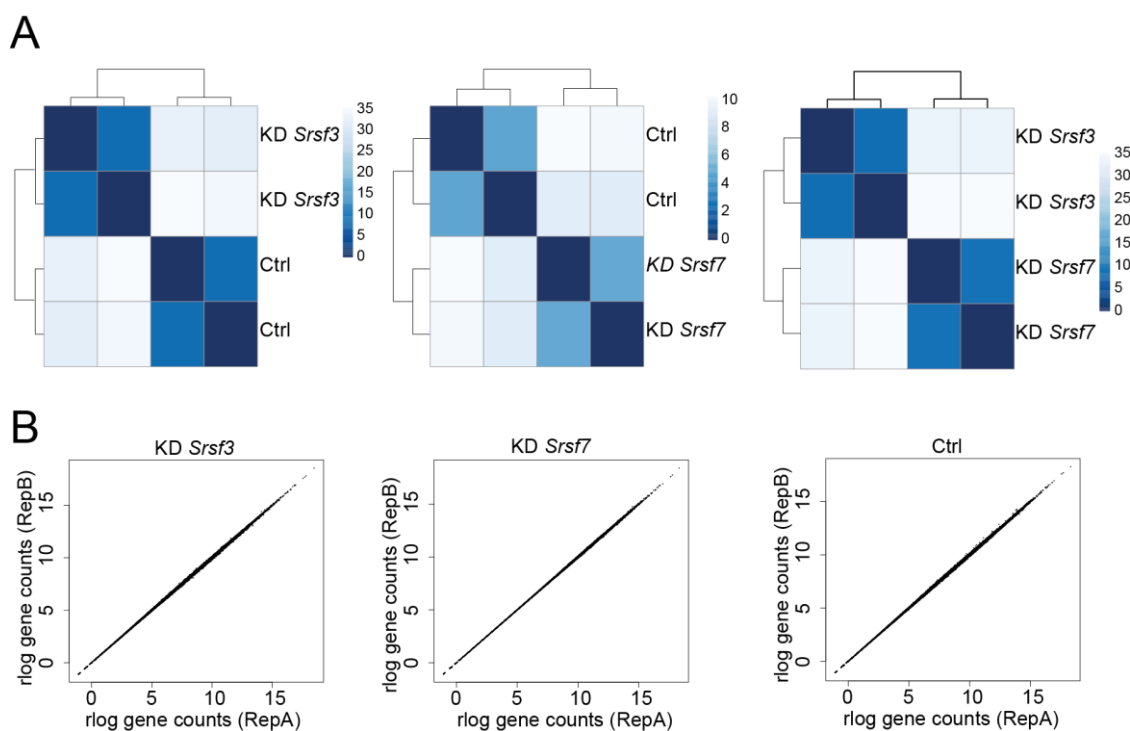 A
35
30
25
20
15
10
5
0
KD Srsf3
KD Srsf3
Ctrl
Ctrl
10
8
6
4
2
0
Ctrl
Ctrl
KD Srsf7
KD Srsf7
35
30
25
20
15
10
5
0
KD Srsf3
KD Srsf3
KD Srsf7
KD Srsf7
B
KD Srsf3
rlog gene counts (RepB)
15
10
5
0
0 5 10 15
rlog gene counts (RepA)
KD Srsf7
rlog gene counts (RepB)
15
10
5
0
0 5 10 15
rlog gene counts (RepA)
Ctrl
rlog gene counts (RepB)
15
10
5
0
0 5 10 15
rlog gene counts (RepA)